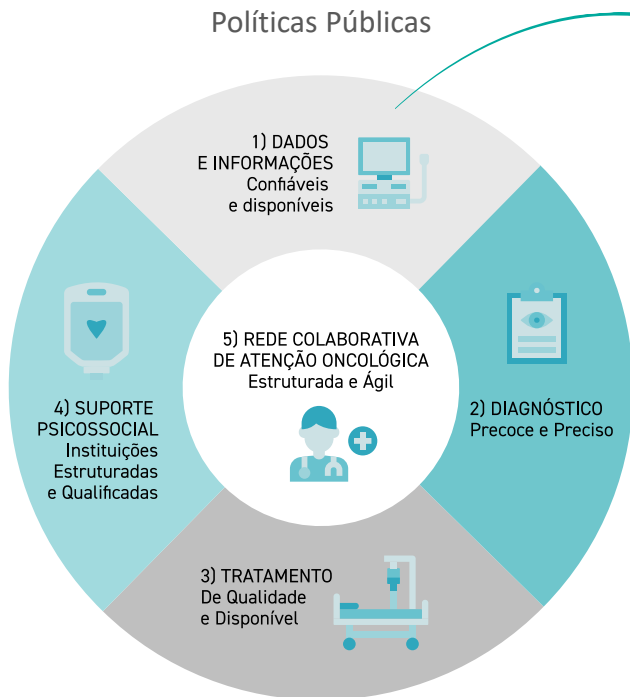 Políticas Públicas
1) DADOS
E INFORMAÇÕES
Confiáveis
e disponíveis
2) DIAGNÓSTICO
Precoce e Preciso
3) TRATAMENTO
De Qualidade
e Disponível
4) SUPORTE
PSICOSSOCIAL
Instituições
Estruturadas
e Qualificadas
5) REDE COLABORATIVA
DE ATENÇÃO ONCOLÓGICA
Estruturada e Ágil